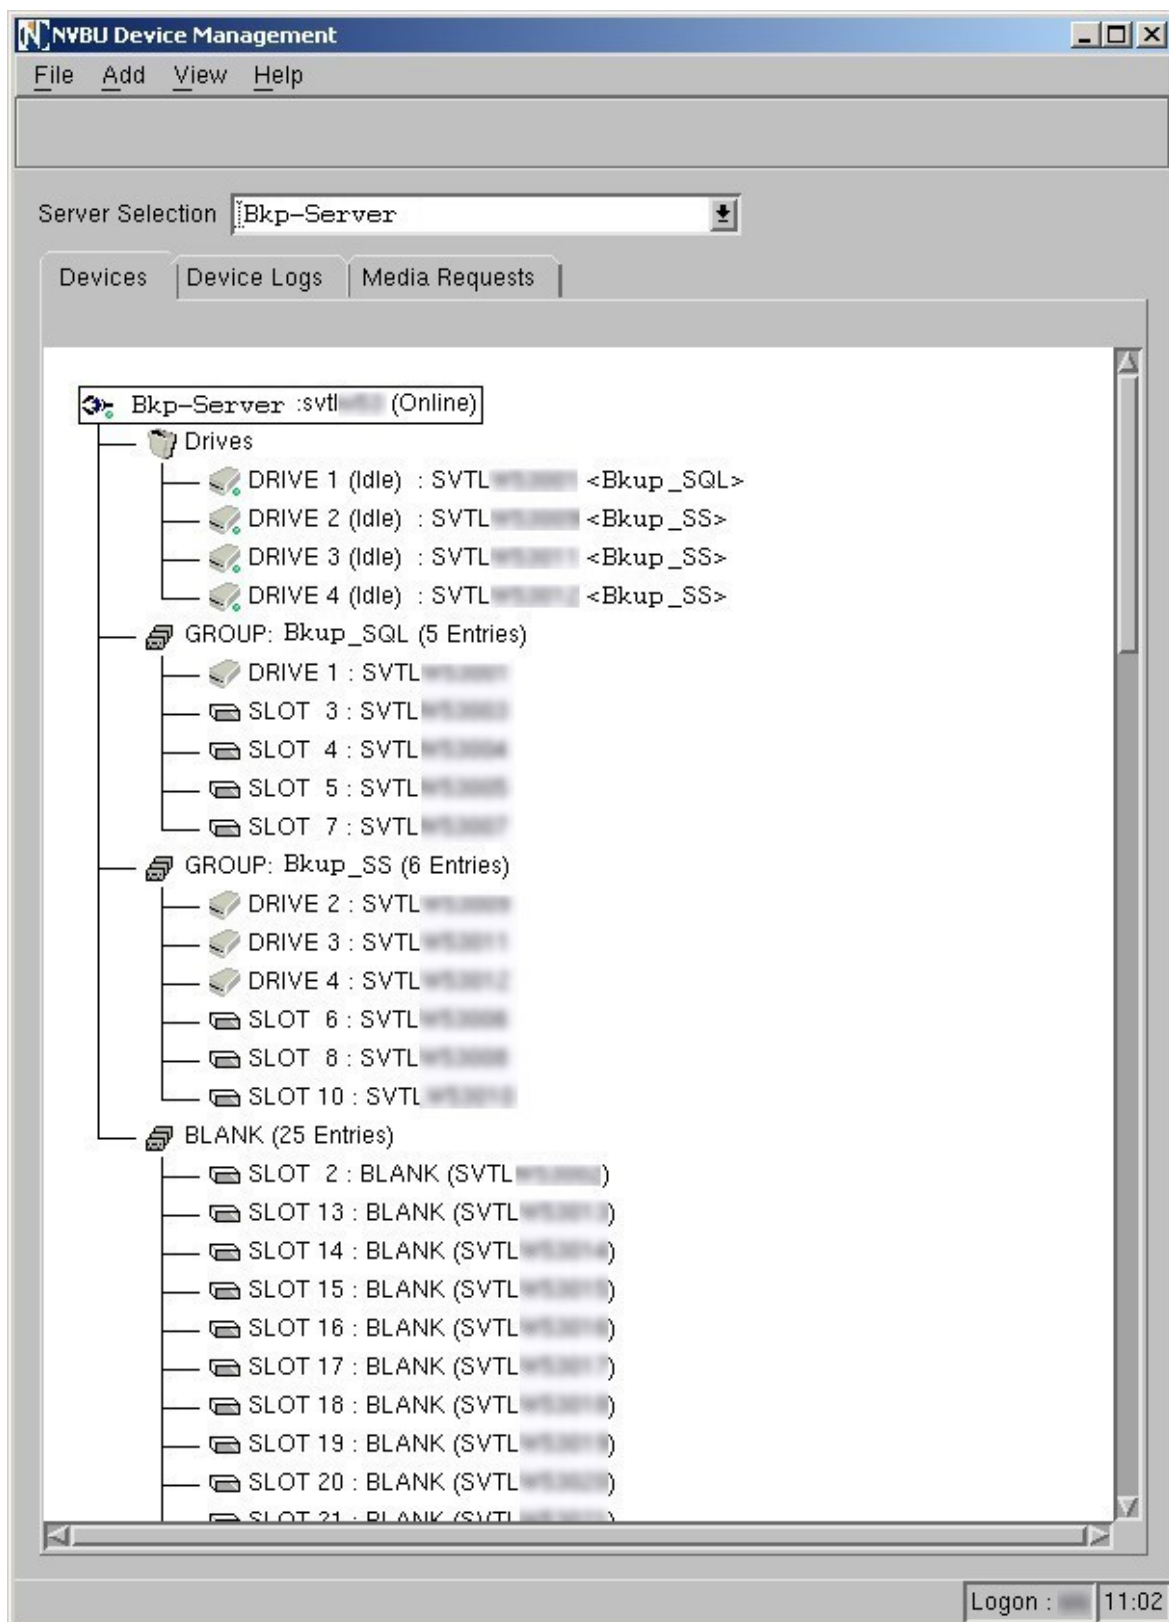 NVBU Device Management
File Add View Help
Server Selection Bkp-Server
Devices Device Logs Media Requests
Bkp-Server :svtl (Online)
Drives
DRIVE 1 (Idle) : SVTL <Bkup_SQL>
DRIVE 2 (Idle) : SVTL <Bkup_SS>
DRIVE 3 (Idle) : SVTL <Bkup_SS>
DRIVE 4 (Idle) : SVTL <Bkup_SS>
GROUP: Bkup_SQL (5 Entries)
DRIVE 1 : SVTL
SLOT 3 : SVTL
SLOT 4 : SVTL
SLOT 5 : SVTL
SLOT 7 : SVTL
GROUP: Bkup_SS (6 Entries)
DRIVE 2 : SVTL
DRIVE 3 : SVTL
DRIVE 4 : SVTL
SLOT 6 : SVTL
SLOT 8 : SVTL
SLOT 10 : SVTL
BLANK (25 Entries)
SLOT 2 : BLANK (SVTL)
SLOT 13 : BLANK (SVTL)
SLOT 14 : BLANK (SVTL)
SLOT 15 : BLANK (SVTL)
SLOT 16 : BLANK (SVTL)
SLOT 17 : BLANK (SVTL)
SLOT 18 : BLANK (SVTL)
SLOT 19 : BLANK (SVTL)
SLOT 20 : BLANK (SVTL)
SLOT 21 : BLANK (SVTL)
Logon : 11:02